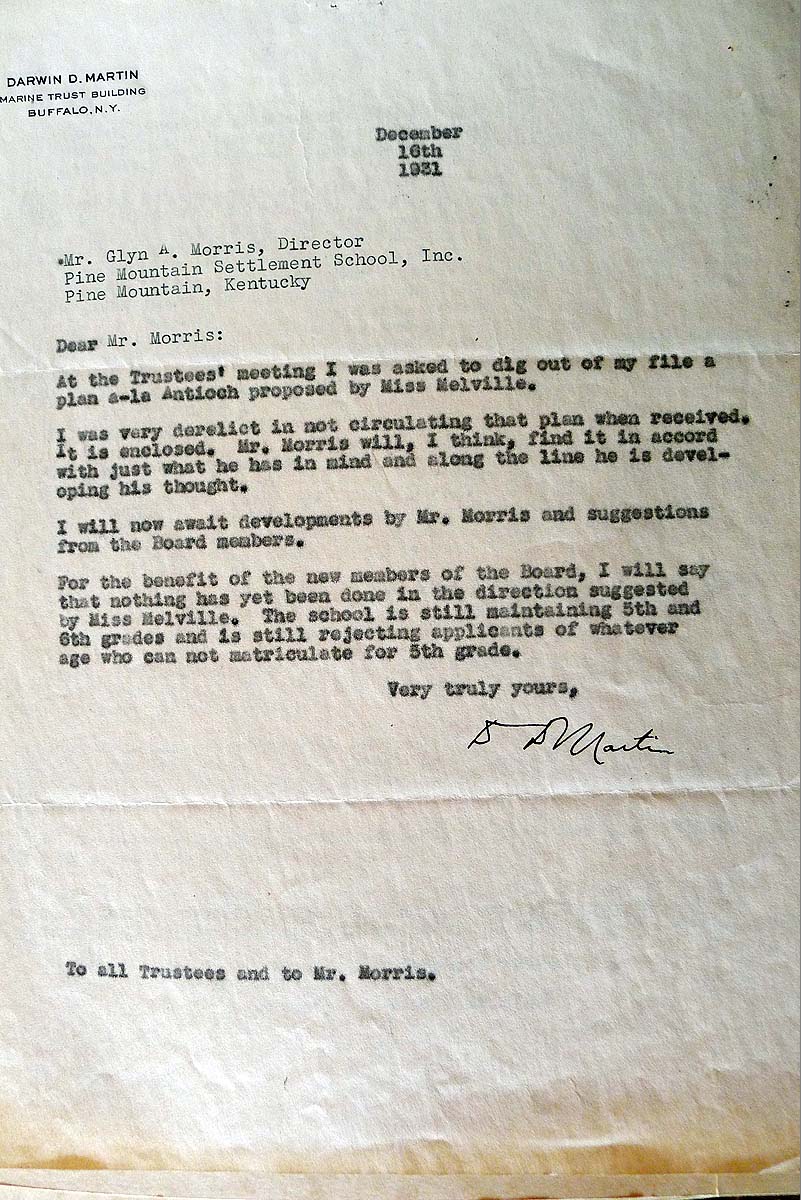 DARWIN D. MARTIN
MARINE TRUST BUILDING
BUFFALO, N.Y.
December
16th
1931
Mr. Glyn A. Morris, Director
Pine Mountain Settlement School, Inc.
Pine Mountain, Kentucky
Dear Mr. Morris:
At the Trustees' meeting I was asked to dig out of my file a
plan a-la Antioch proposed by Miss Melville.
I was very derelict in not circulating that plan when received.
It is enclosed. Mr. Morris will, I think, find it in accord
with just what he has in mind and along the line he is devel-
oping his thought.
I will now await developments by Mr. Morris and suggestions
from the Board members.
For the benefit of the new members of the Board, I will say
that nothing has yet been done in the direction suggested
by Miss Melville. The school is still maintaining 5th and
6th grades and is still rejecting applicants of whatever
age who can not matriculate for 5th grade.
Very truly yours,
D D Martin
To all Trustees and to Mr. Morris.